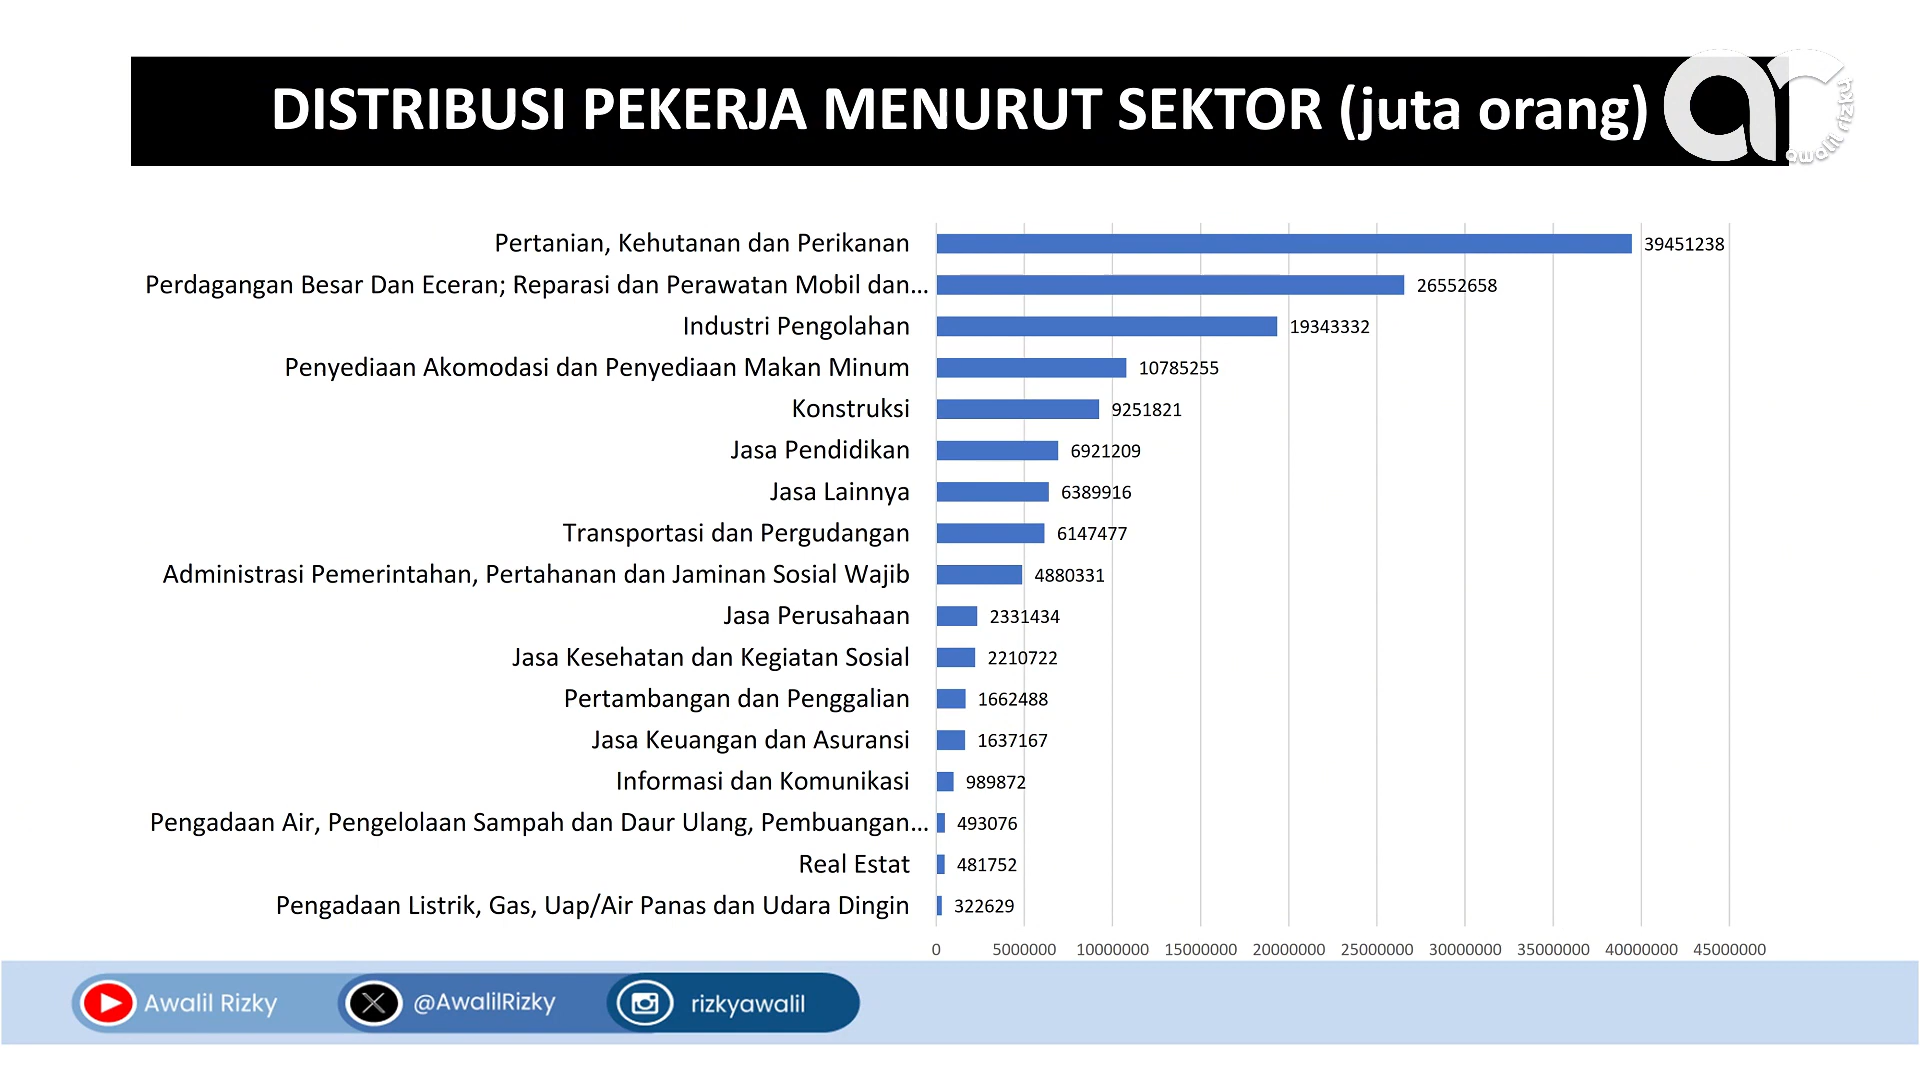 DISTRIBUSI PEKERJA MENURUT SEKTOR (juta orang)
ar
awalil rizky
Pertanian, Kehutanan dan Perikanan 39451238
Perdagangan Besar Dan Eceran; Reparasi dan Perawatan Mobil dan... 26552658
Industri Pengolahan 19343332
Penyediaan Akomodasi dan Penyediaan Makan Minum 10785255
Konstruksi 9251821
Jasa Pendidikan 6921209
Jasa Lainnya 6389916
Transportasi dan Pergudangan 6147477
Administrasi Pemerintahan, Pertahanan dan Jaminan Sosial Wajib 4880331
Jasa Perusahaan 2331434
Jasa Kesehatan dan Kegiatan Sosial 2210722
Pertambangan dan Penggalian 1662488
Jasa Keuangan dan Asuransi 1637167
Informasi dan Komunikasi 989872
Pengadaan Air, Pengelolaan Sampah dan Daur Ulang, Pembuangan... 493076
Real Estat 481752
Pengadaan Listrik, Gas, Uap/Air Panas dan Udara Dingin 322629
0 5000000 10000000 15000000 20000000 25000000 30000000 35000000 40000000 45000000
Awalil Rizky @AwalilRizky rizkyawalil